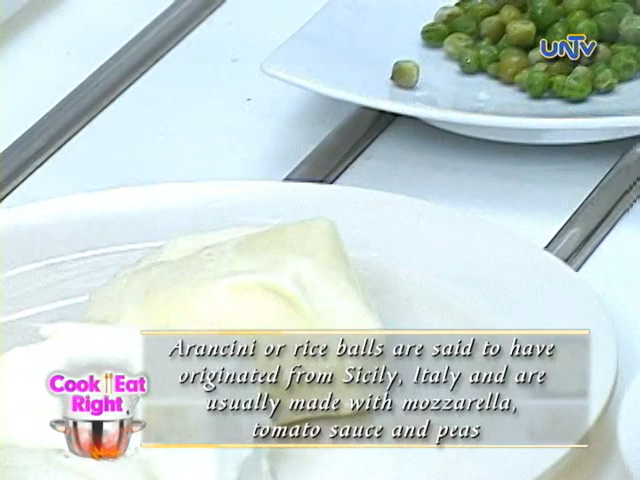 UNTV
Cook Eat
Right
Arancini or rice balls are said to have
originated from Sicily, Italy and are
usually made with mozzarella,
tomato sauce and peas